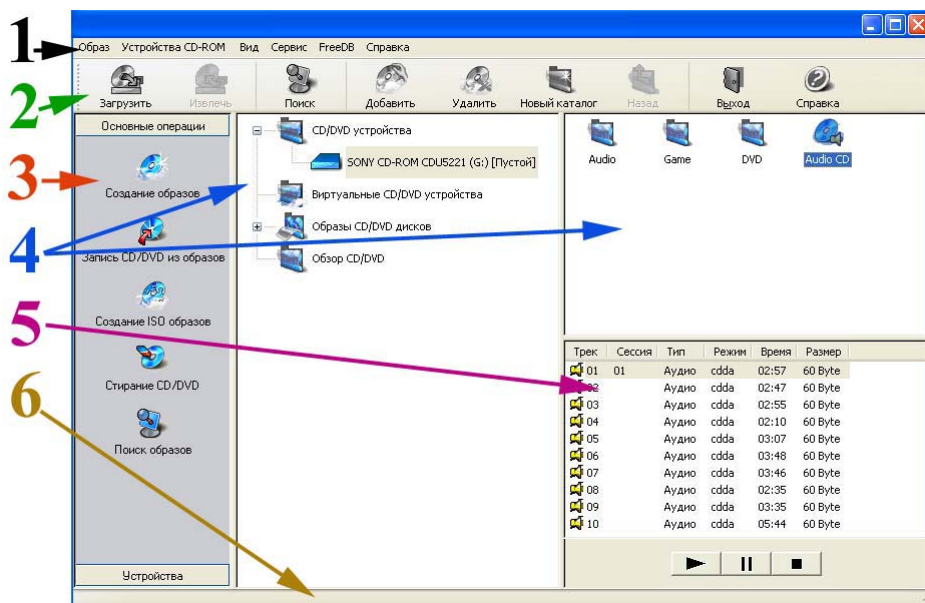 1
Образ Устройства CD-ROM Вид Сервис FreeDB Справка
2
Загрузить Извлечь Поиск Добавить Удалить Новый каталог Назад Выход Справка
3
Основные операции
Создание образов
Запись CD/DVD из образов
Создание ISO образов
Стирание CD/DVD
Поиск образов
Устройства
4
CD/DVD устройства
SONY CD-ROM CDU5221 (G:) [Пустой]
Виртуальные CD/DVD устройства
Образы CD/DVD дисков
Обзор CD/DVD
Audio Game DVD Audio CD
5
Трек Сессия Тип Режим Время Размер
01 01 Аудио cdda 02:57 60 Byte
02 Аудио cdda 02:47 60 Byte
03 Аудио cdda 02:55 60 Byte
04 Аудио cdda 02:10 60 Byte
05 Аудио cdda 03:07 60 Byte
06 Аудио cdda 03:48 60 Byte
07 Аудио cdda 03:46 60 Byte
08 Аудио cdda 02:35 60 Byte
09 Аудио cdda 03:35 60 Byte
10 Аудио cdda 05:44 60 Byte
6